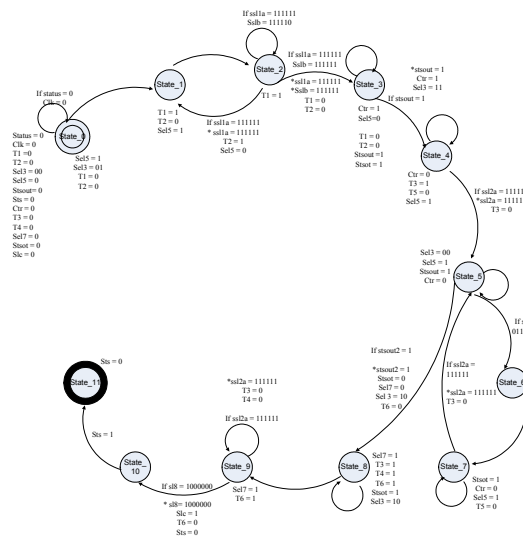 If ssl1a = 111111
Sslb = 111110
State_2
T1 = 1
State_1
T1 = 1
T2 = 0
Sel5 = 1
If ssl1a = 111111
* ssl1a = 111111
T2 = 1
Sel5 = 0
If ssl1a = 111111
Sslb = 111111
*ssl1a = 111111
*Sslb = 111111
T1 = 0
T2 = 0
State_3
*stsout = 1
Ctr = 1
Sel3 = 11
If stsout = 1
Ctr = 1
Sel5=0
T1 = 0
T2 = 0
Stsout =1
Stsot = 1
If status = 0
Clk = 0
State_0
Status = 0
Clk = 0
T1 =0
T2 = 0
Sel3 = 00
Sel5 = 0
Stsout= 0
Sts = 0
Ctr = 0
T3 = 0
T4 = 0
Sel7 = 0
Stsot = 0
Slc = 0
Sel5 = 1
Sel3 = 01
T1 = 0
T2 = 0
State_4
Ctr = 0
T3 = 1
T5 = 0
Sel5 = 1
If ssl2a = 11111
*ssl2a = 11111
T3 = 0
Sel3 = 00
Sel5 = 1
Stsout = 1
Ctr = 0
State_5
If s
011
State_6
If ssl2a =
111111
*ssl2a = 111111
T3 = 0
If stsout2 = 1
*stsout2 = 1
Stsot = 0
Sel7 = 0
Sel 3 = 10
T6 = 0
State_7
Stsot = 1
Ctr = 0
Sel5 = 1
T5 = 0
State_8
Sel7 = 1
T3 = 1
T4 = 1
T6 = 1
Stsot = 1
Sel3 = 10
*ssl2a = 111111
T3 = 0
T4 = 0
If ssl2a = 111111
State_9
Sel7 = 1
T6 = 1
If sl8 = 1000000
* sl8= 1000000
Slc = 1
T6 = 0
Sts = 0
State_
10
Sts = 1
State_11
Sts = 0